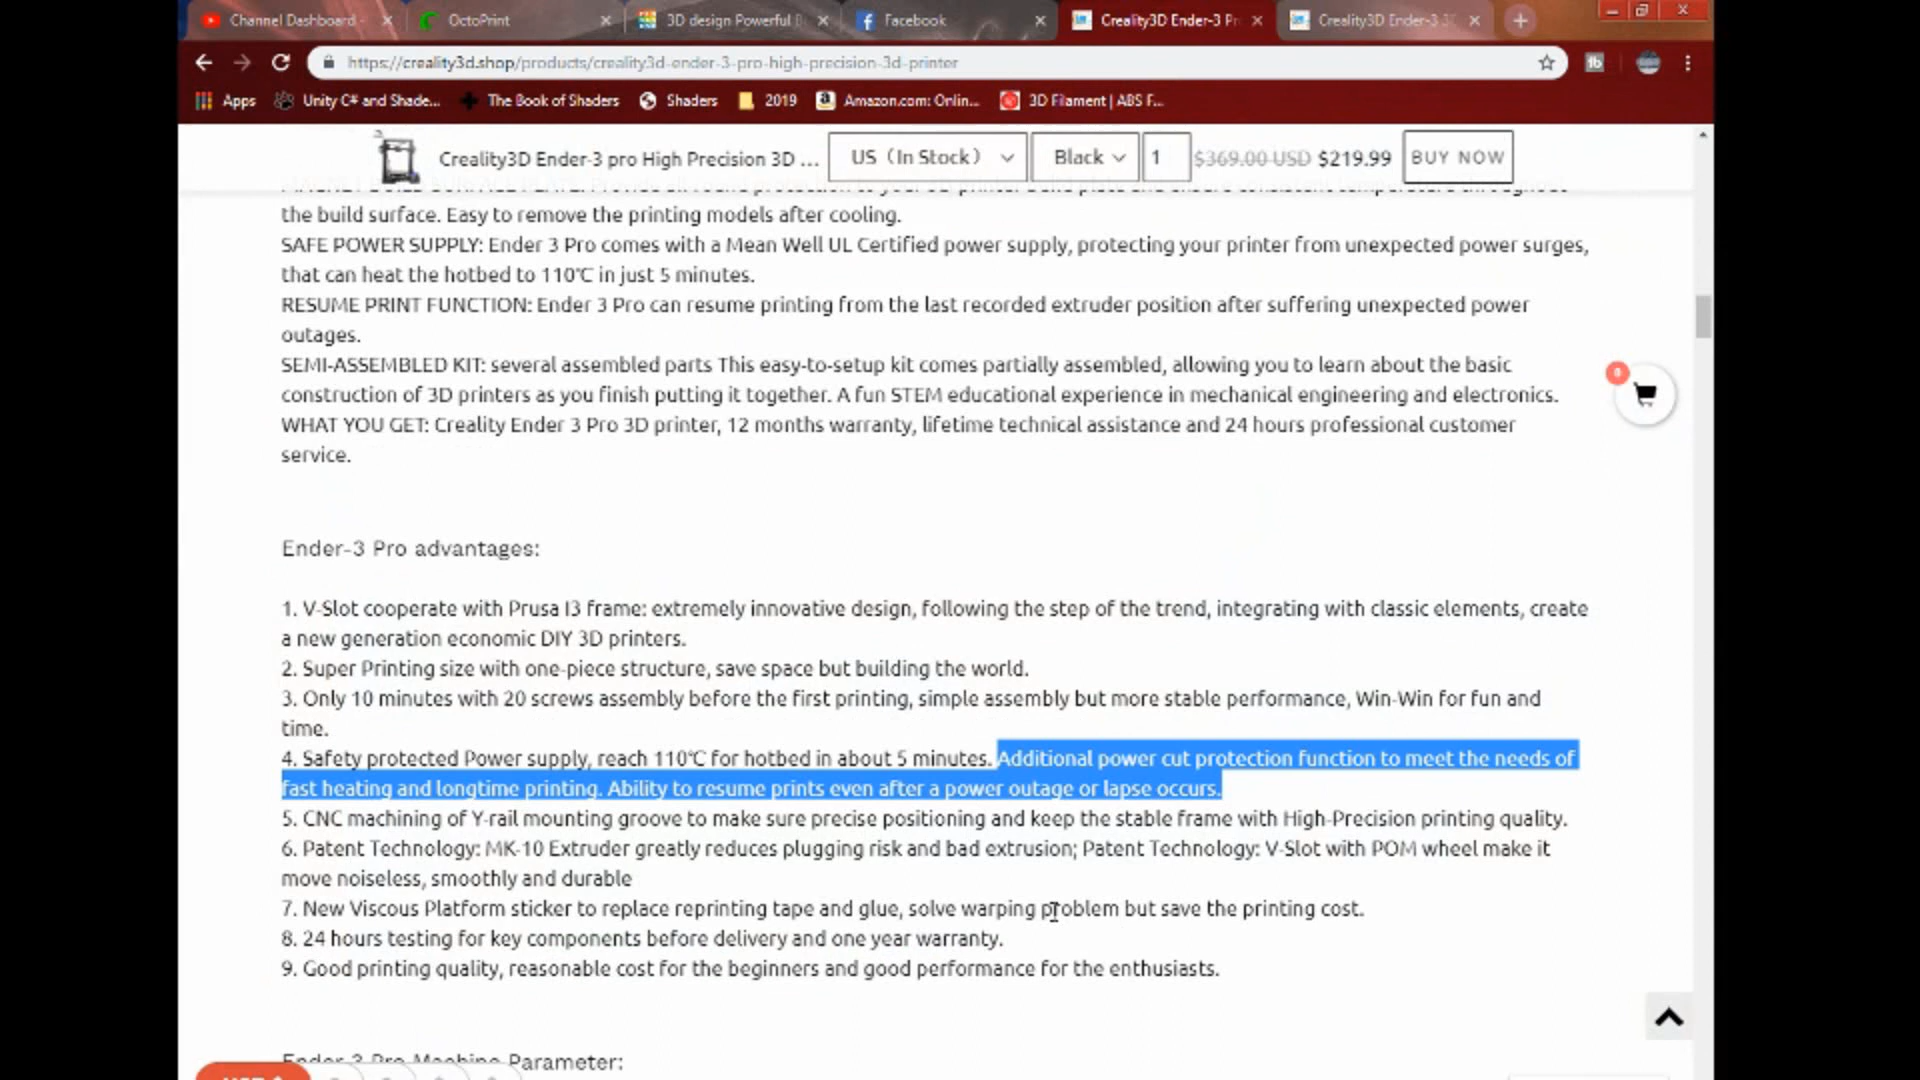 Channel Dashboard -
OctoPrint
3D design Powerful B
Facebook
Creality3D Ender-3 Pr
Creality3D Ender-3 3D
https://creality3d.shop/products/creality3d-ender-3-pro-high-precision-3d-printer
Apps
Unity C# and Shade...
The Book of Shaders
Shaders
2019
Amazon.com: Onlin...
3D Filament | ABS F...
Creality3D Ender-3 pro High Precision 3D ...
US (In Stock)
Black
1
$369.00 USD $219.99
BUY NOW
the build surface. Easy to remove the printing models after cooling.
SAFE POWER SUPPLY: Ender 3 Pro comes with a Mean Well UL Certified power supply, protecting your printer from unexpected power surges,
that can heat the hotbed to 110℃ in just 5 minutes.
RESUME PRINT FUNCTION: Ender 3 Pro can resume printing from the last recorded extruder position after suffering unexpected power
outages.
0
SEMI-ASSEMBLED KIT: several assembled parts This easy-to-setup kit comes partially assembled, allowing you to learn about the basic
construction of 3D printers as you finish putting it together. A fun STEM educational experience in mechanical engineering and electronics.
WHAT YOU GET: Creality Ender 3 Pro 3D printer, 12 months warranty, lifetime technical assistance and 24 hours professional customer
service.
Ender-3 Pro advantages:
1. V-Slot cooperate with Prusa I3 frame: extremely innovative design, following the step of the trend, integrating with classic elements, create
a new generation economic DIY 3D printers.
2. Super Printing size with one-piece structure, save space but building the world.
3. Only 10 minutes with 20 screws assembly before the first printing, simple assembly but more stable performance, Win-Win for fun and
time.
4. Safety protected Power supply, reach 110℃ for hotbed in about 5 minutes. Additional power cut protection function to meet the needs of
fast heating and longtime printing. Ability to resume prints even after a power outage or lapse occurs.
5. CNC machining of Y-rail mounting groove to make sure precise positioning and keep the stable frame with High-Precision printing quality.
6. Patent Technology: MK-10 Extruder greatly reduces plugging risk and bad extrusion; Patent Technology: V-Slot with POM wheel make it
move noiseless, smoothly and durable
7. New Viscous Platform sticker to replace reprinting tape and glue, solve warping problem but save the printing cost.
8. 24 hours testing for key components before delivery and one year warranty.
9. Good printing quality, reasonable cost for the beginners and good performance for the enthusiasts.
Ender-3 Pro Machine Parameter: